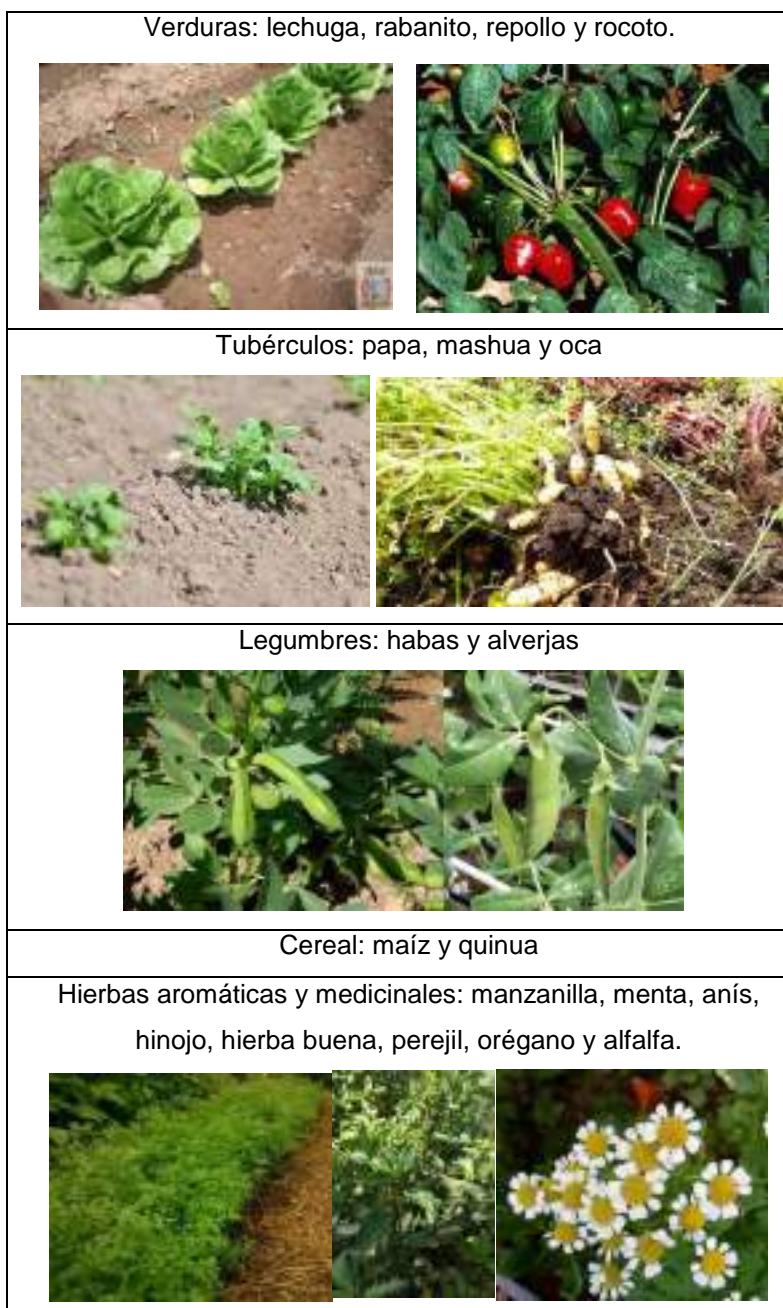 Verduras: lechuga, rabanito, repollo y rocoto.
Tubérculos: papa, mashua y oca
Legumbres: habas y alverjas
Cereal: maíz y quinua
Hierbas aromáticas y medicinales: manzanilla, menta, anís,
hinojo, hierba buena, perejil, orégano y alfalfa.